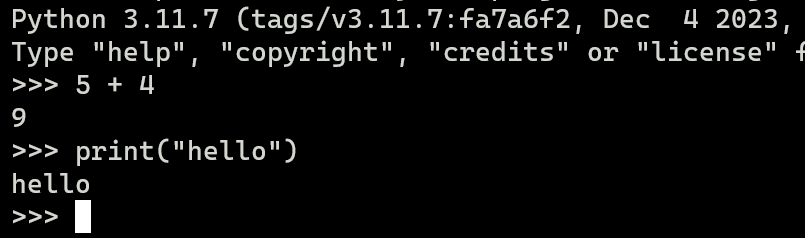 Python 3.11.7 (tags/v3.11.7:fa7a6f2, Dec  4 2023,
Type "help", "copyright", "credits" or "license" f
>>> 5 + 4
9
>>> print("hello")
hello
>>>